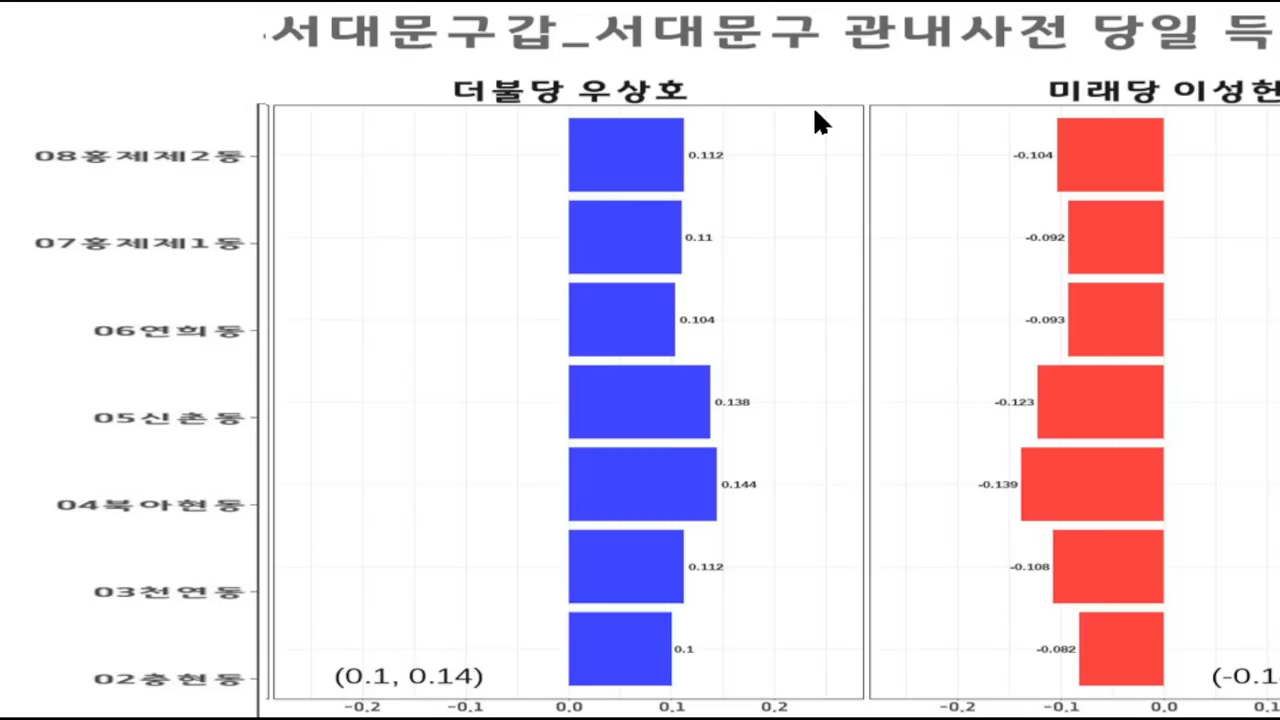 서대문구갑_서대문구 관내사전 당일 득
더불당 우상호
미래당 이성헌
08홍제제2동
0.112
-0.104
07홍제제1동
0.11
-0.092
06연희동
0.104
-0.093
05신촌동
0.138
-0.123
04북아현동
0.144
-0.139
03천연동
0.112
-0.108
02충현동
0.1
-0.082
(0.1, 0.14)
(-0.1
-0.2 -0.1 0.0 0.1 0.2
-0.2 -0.1 0.0 0.1